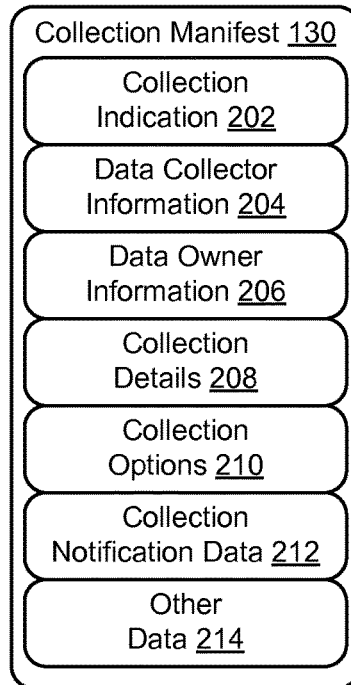 Collection Manifest 130
Collection
Indication 202
Data Collector
Information 204
Data Owner
Information 206
Collection
Details 208
Collection
Options 210
Collection
Notification Data 212
Other
Data 214